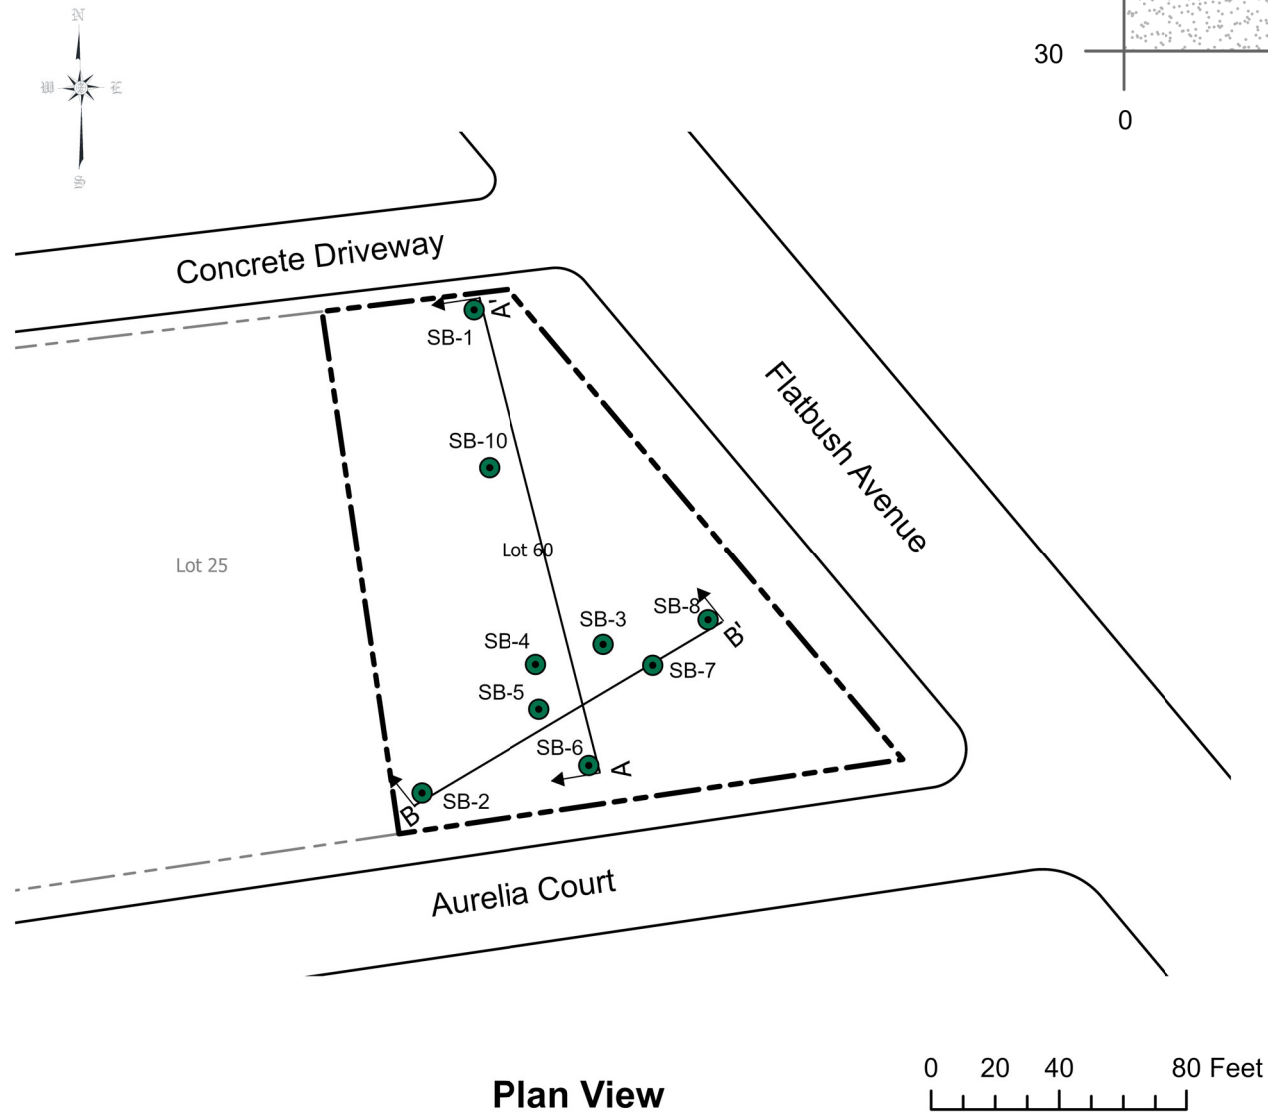 N
W
E
S
30
0
Concrete Driveway
A'
SB-1
Flatbush Avenue
SB-10
Lot 60
Lot 25
SB-8
SB-3
B'
SB-4
SB-7
SB-5
SB-6
A
SB-2
B
Aurelia Court
0 20 40 80 Feet
Plan View